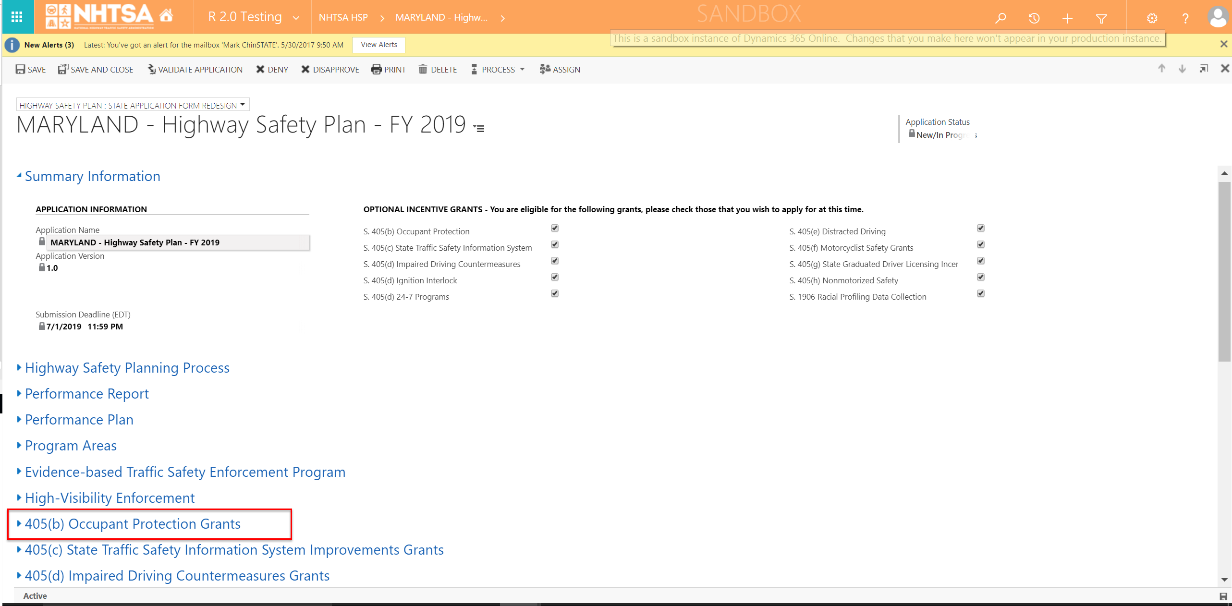 NHTSA R 2.0 Testing NHTSA HSP MARYLAND - Highw... SANDBOX
New Alerts (3) Latest: You've got an alert for the mailbox 'Mark ChinSTATE'. 5/30/2017 9:50 AM View Alerts
This is a sandbox instance of Dynamics 365 Online. Changes that you make here won't appear in your production instance.
SAVE SAVE AND CLOSE VALIDATE APPLICATION DENY DISAPPROVE PRINT DELETE PROCESS ASSIGN
HIGHWAY SAFETY PLAN : STATE APPLICATION FORM REDESIGN
MARYLAND - Highway Safety Plan - FY 2019
Application Status
New/In Progr
Summary Information
APPLICATION INFORMATION
Application Name
MARYLAND - Highway Safety Plan - FY 2019
Application Version
1.0
Submission Deadline (EDT)
7/1/2019 11:59 PM
OPTIONAL INCENTIVE GRANTS - You are eligible for the following grants, please check those that you wish to apply for at this time.
S. 405(b) Occupant Protection
S. 405(c) State Traffic Safety Information System
S. 405(d) Impaired Driving Countermeasures
S. 405(d) Ignition Interlock
S. 405(d) 24-7 Programs
S. 405(e) Distracted Driving
S. 405(f) Motorcyclist Safety Grants
S. 405(g) State Graduated Driver Licensing Incer
S. 405(h) Nonmotorized Safety
S. 1906 Racial Profiling Data Collection
Highway Safety Planning Process
Performance Report
Performance Plan
Program Areas
Evidence-based Traffic Safety Enforcement Program
High-Visibility Enforcement
405(b) Occupant Protection Grants
405(c) State Traffic Safety Information System Improvements Grants
405(d) Impaired Driving Countermeasures Grants
Active